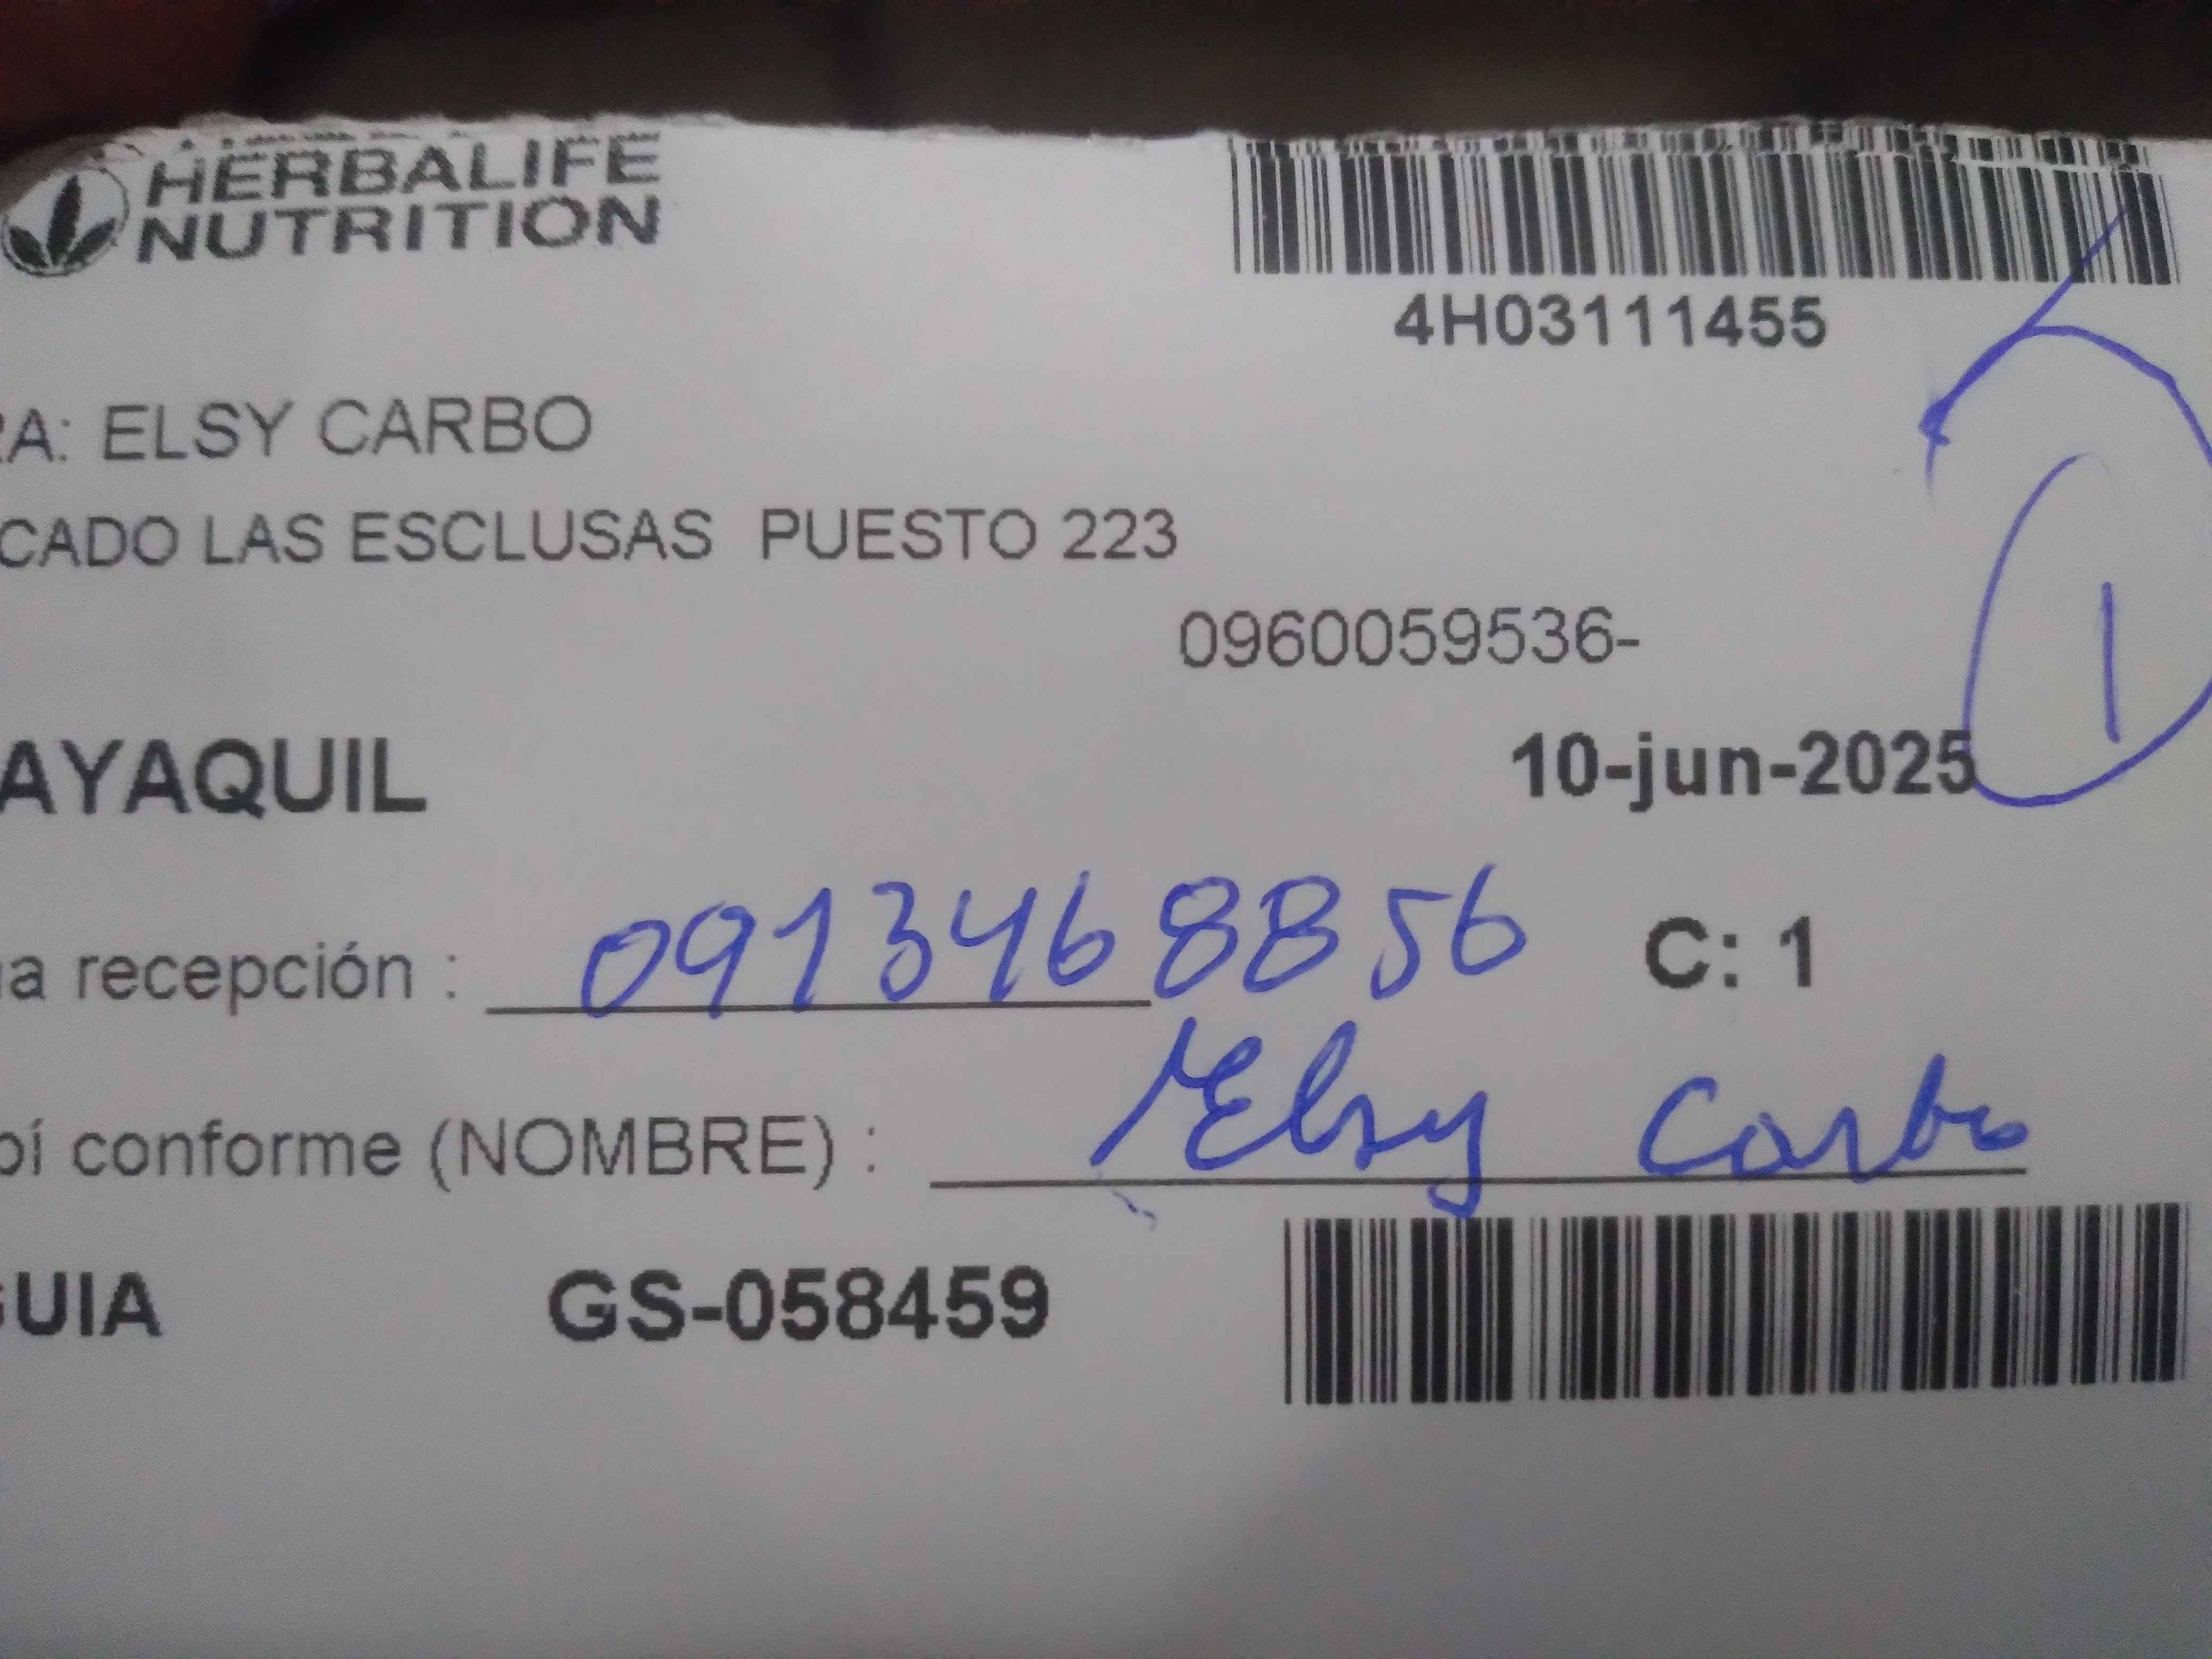 HERBALIFE
NUTRITION
4H03111455
RA: ELSY CARBO
CADO LAS ESCLUSAS PUESTO 223
0960059536-
1
AYAQUIL
10-jun-2025
a recepción : 0913468856 C: 1
bí conforme (NOMBRE) : Elsy Carbo
GUIA GS-058459